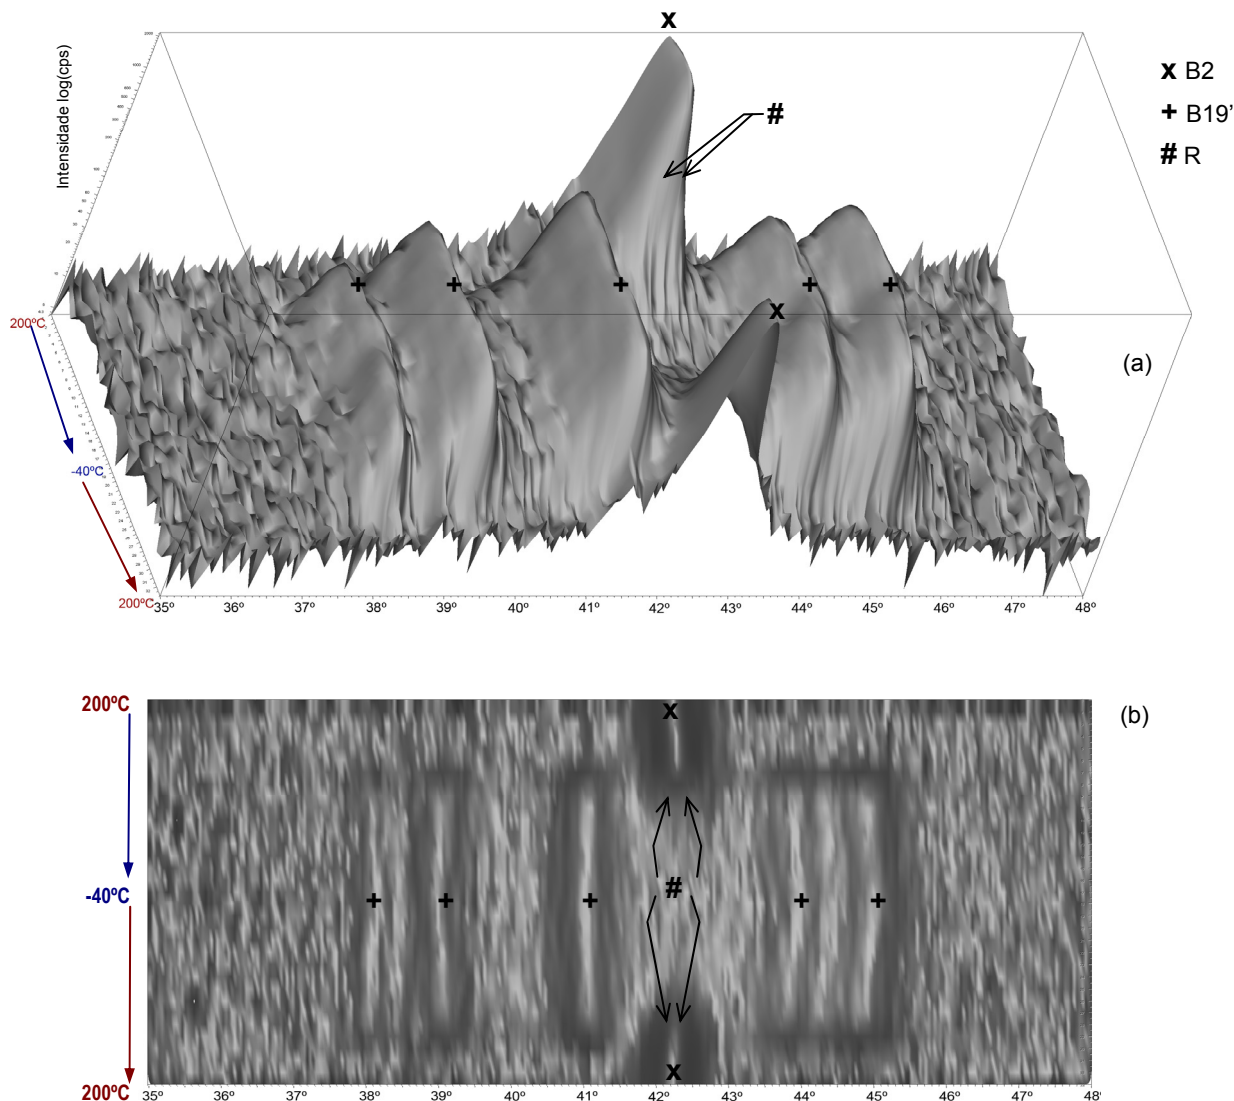 x
Intensidade log(cps)
#
x B2
+ B19'
# R
+ + + + +
x
200ºC
(a)
-40ºC
200ºC
35º 36º 37º 38º 39º 40º 41º 42º 43º 44º 45º 46º 47º 48º
200ºC
x
(b)
-40ºC
#
+ + + + +
x
200ºC
35º 36º 37º 38º 39º 40º 41º 42º 43º 44º 45º 46º 47º 48º